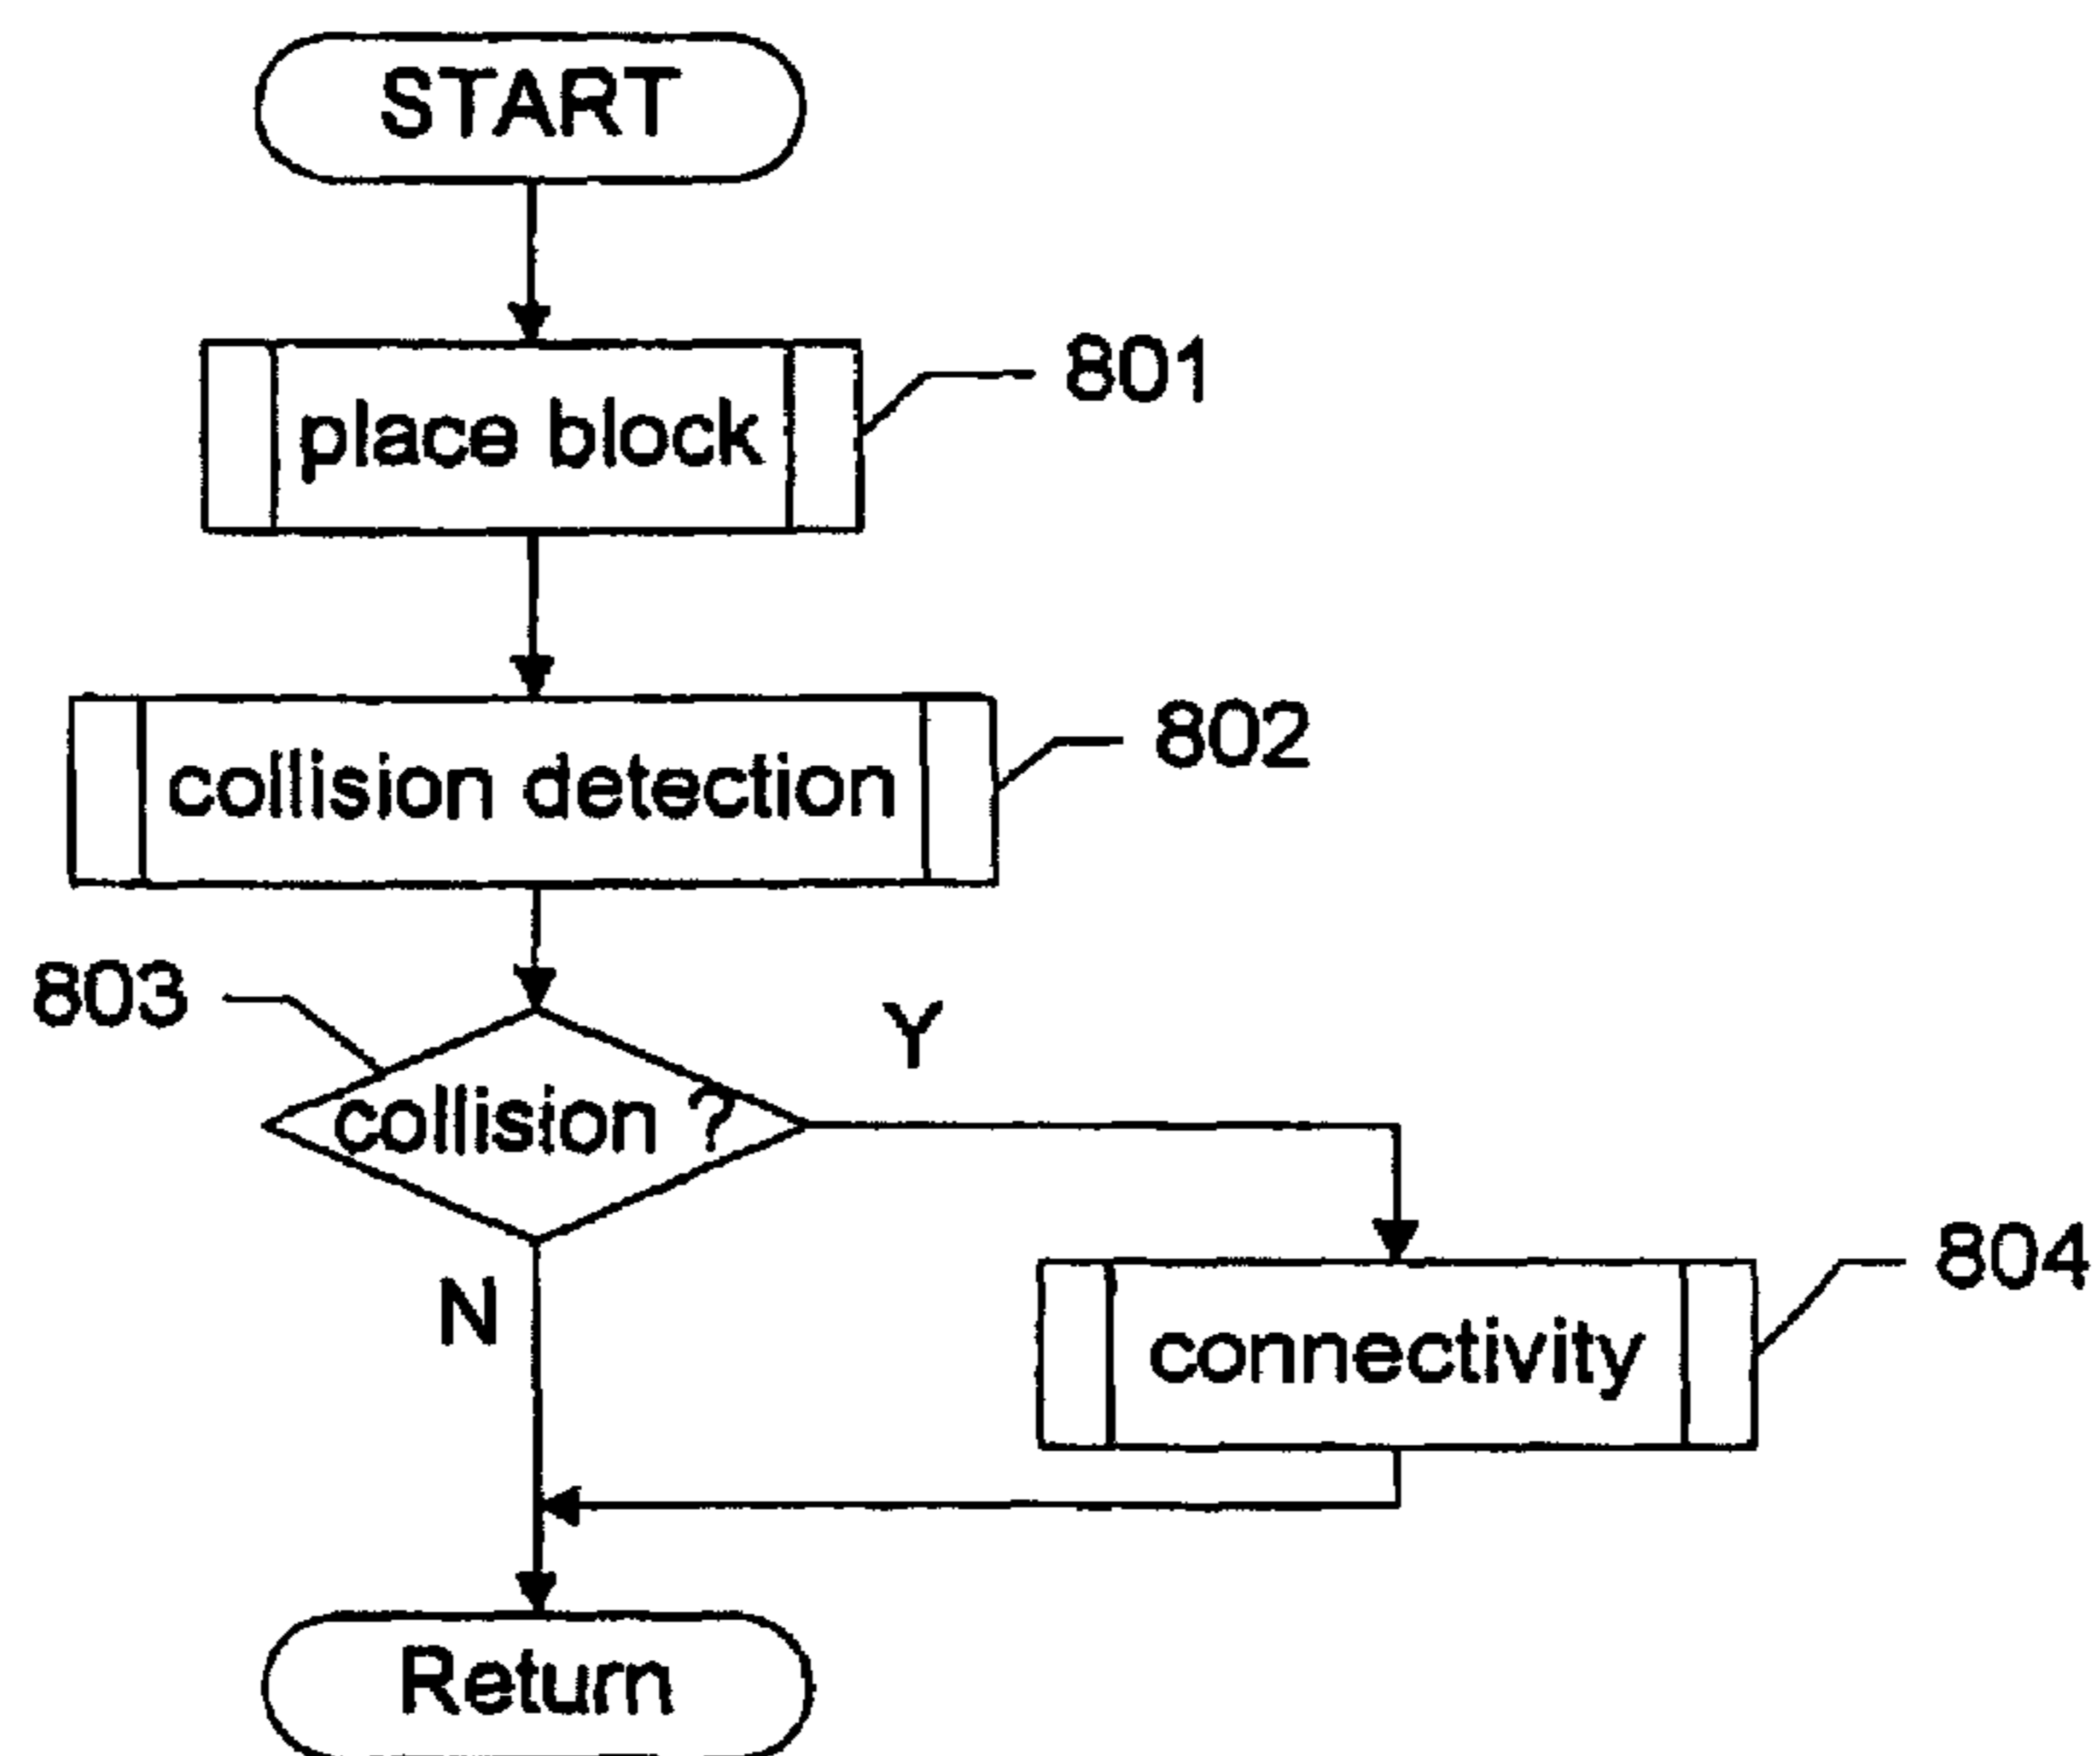 START
place block
801
collision detection
802
803
collision ?
Y
N
connectivity
804
Return